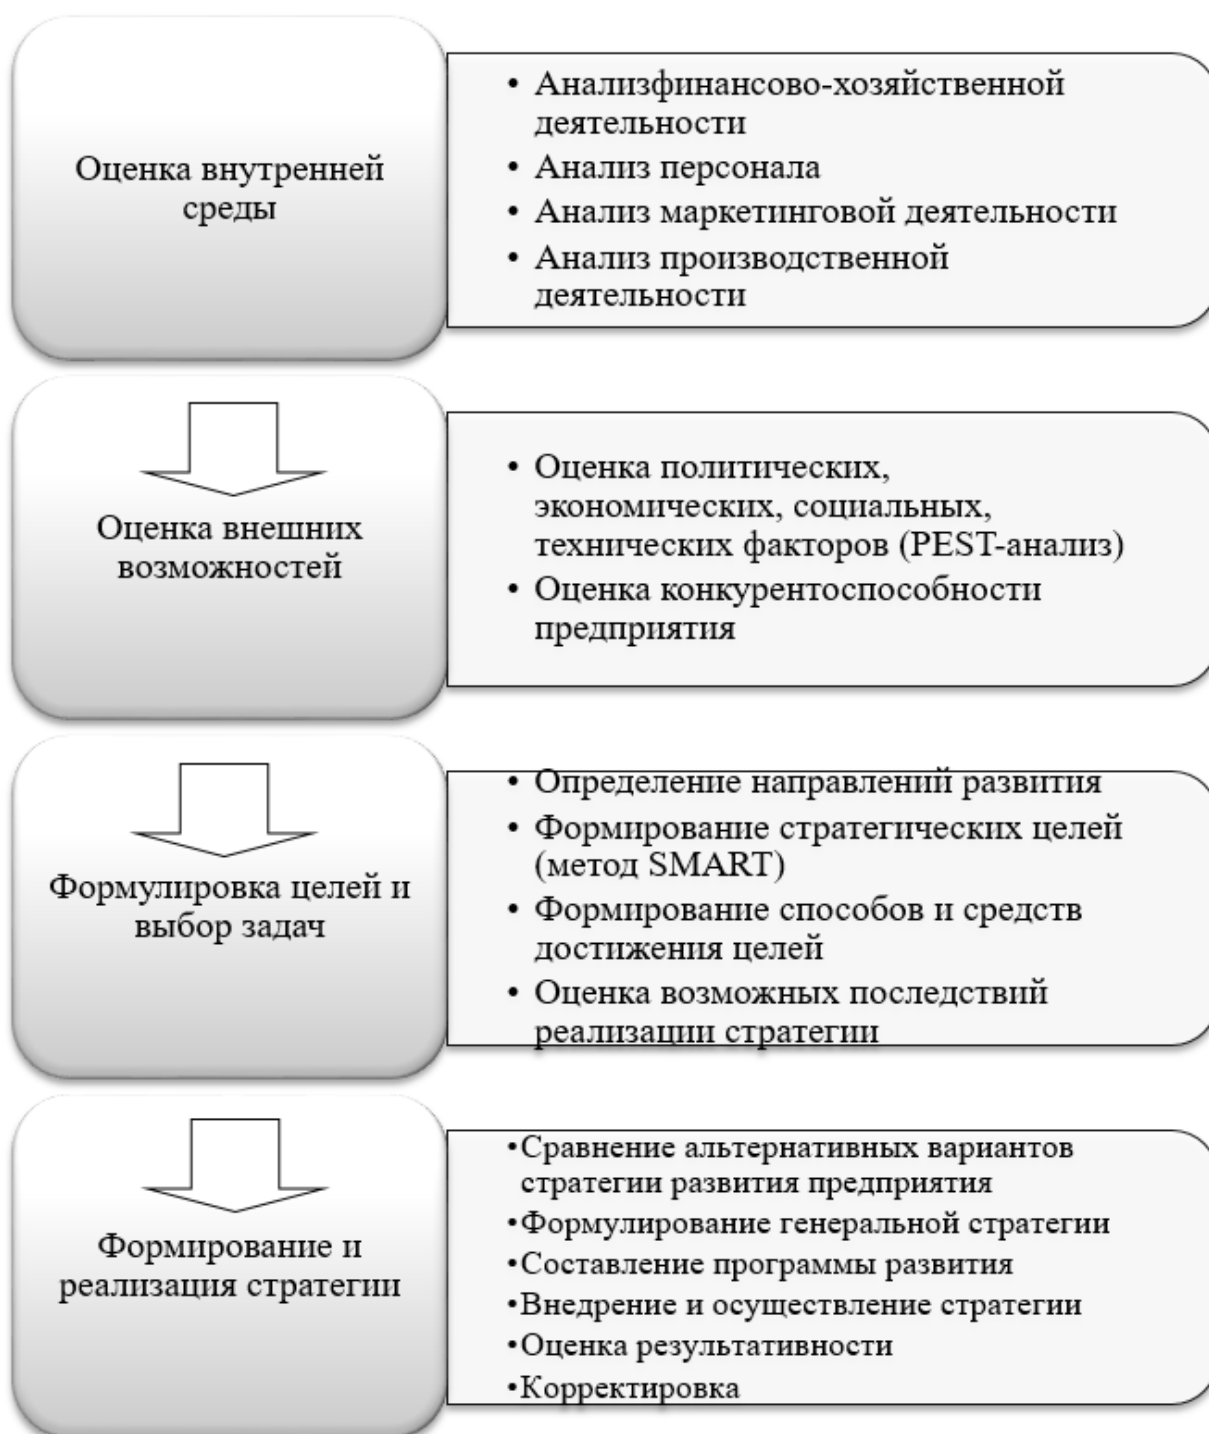 Оценка внутренней
среды
• Анализфинансово-хозяйственной
деятельности
• Анализ персонала
• Анализ маркетинговой деятельности
• Анализ производственной
деятельности
Оценка внешних
возможностей
• Оценка политических,
экономических, социальных,
технических факторов (PEST-анализ)
• Оценка конкурентоспособности
предприятия
Формулировка целей и
выбор задач
• Определение направлений развития
• Формирование стратегических целей
(метод SMART)
• Формирование способов и средств
достижения целей
• Оценка возможных последствий
реализации стратегии
Формирование и
реализация стратегии
•Сравнение альтернативных вариантов
стратегии развития предприятия
•Формулирование генеральной стратегии
•Составление программы развития
•Внедрение и осуществление стратегии
•Оценка результативности
•Корректировка